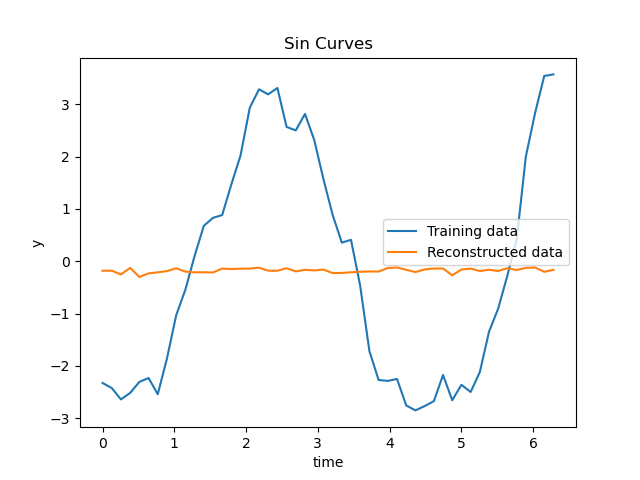 Sin Curves
y
3
2
1
0
−1
−2
−3
Training data
Reconstructed data
0 1 2 3 4 5 6
time